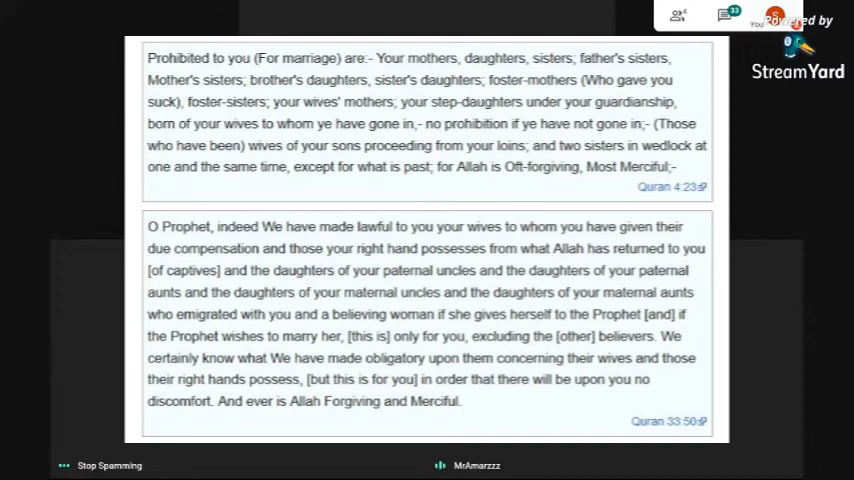 4
33
You
Powered by
StreamYard
Prohibited to you (For marriage) are:- Your mothers, daughters, sisters; father's sisters,
Mother's sisters; brother's daughters, sister's daughters; foster-mothers (Who gave you
suck), foster-sisters; your wives' mothers; your step-daughters under your guardianship,
born of your wives to whom ye have gone in,- no prohibition if ye have not gone in;- (Those
who have been) wives of your sons proceeding from your loins; and two sisters in wedlock at
one and the same time, except for what is past; for Allah is Oft-forgiving, Most Merciful;-
Quran 4:23
O Prophet, indeed We have made lawful to you your wives to whom you have given their
due compensation and those your right hand possesses from what Allah has returned to you
[of captives] and the daughters of your paternal uncles and the daughters of your paternal
aunts and the daughters of your maternal uncles and the daughters of your maternal aunts
who emigrated with you and a believing woman if she gives herself to the Prophet [and] if
the Prophet wishes to marry her, [this is] only for you, excluding the [other] believers. We
certainly know what We have made obligatory upon them concerning their wives and those
their right hands possess, [but this is for you] in order that there will be upon you no
discomfort. And ever is Allah Forgiving and Merciful.
Quran 33:50
Stop Spamming
MrAmarzzz